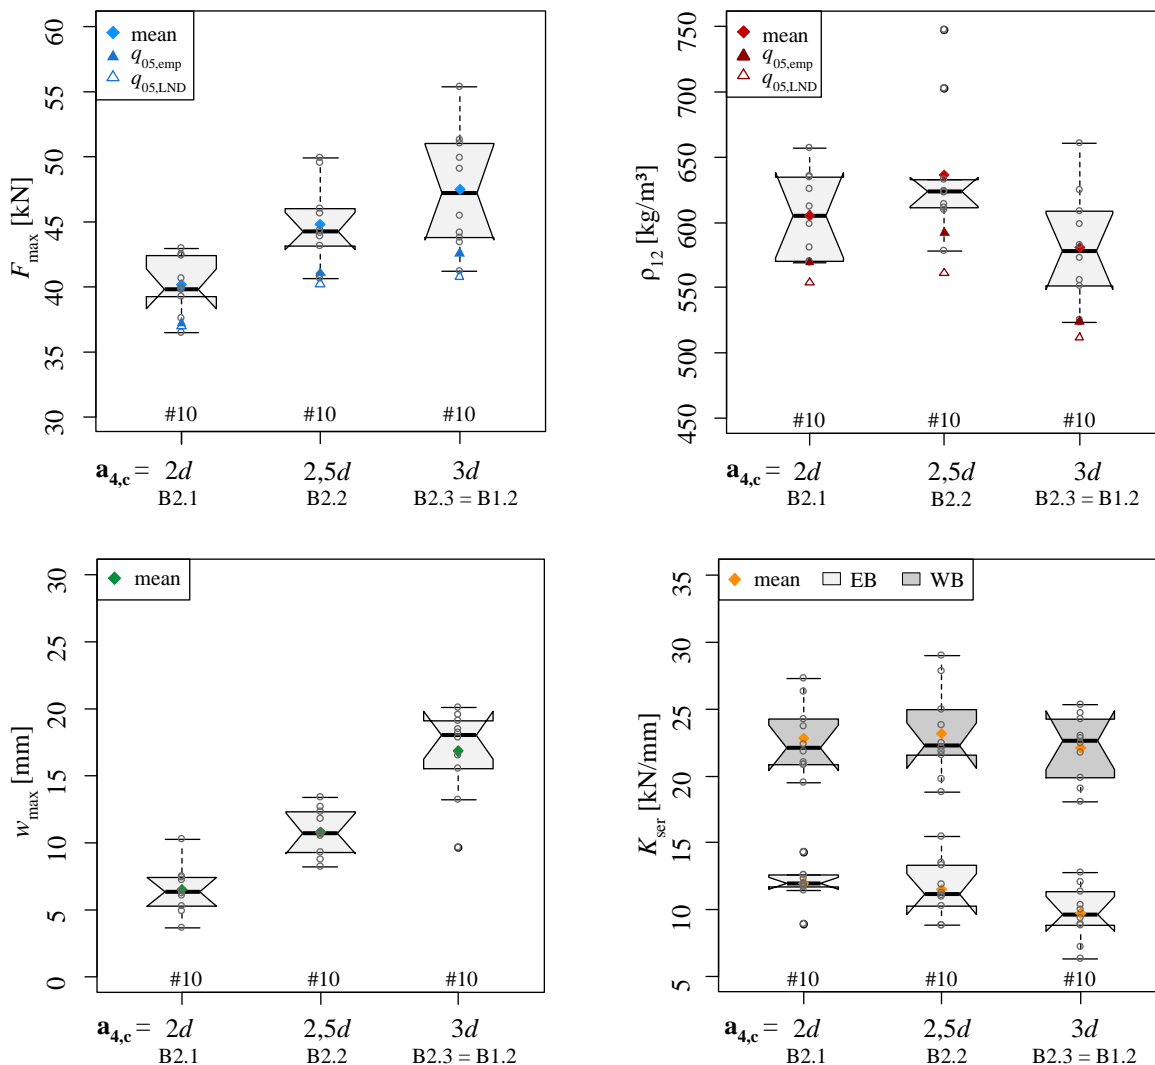 mean
q05,emp
q05,LND
30 35 40 45 50 55 60
Fmax [kN]
#10 #10 #10
a4,c = 2d 2,5d 3d
B2.1 B2.2 B2.3 = B1.2
mean
q05,emp
q05,LND
450 500 550 600 650 700 750
ρ12 [kg/m³]
#10 #10 #10
a4,c = 2d 2,5d 3d
B2.1 B2.2 B2.3 = B1.2
mean
0 5 10 15 20 25 30
wmax [mm]
#10 #10 #10
a4,c = 2d 2,5d 3d
B2.1 B2.2 B2.3 = B1.2
mean EB WB
5 10 15 20 25 30 35
Kser [kN/mm]
#10 #10 #10
a4,c = 2d 2,5d 3d
B2.1 B2.2 B2.3 = B1.2